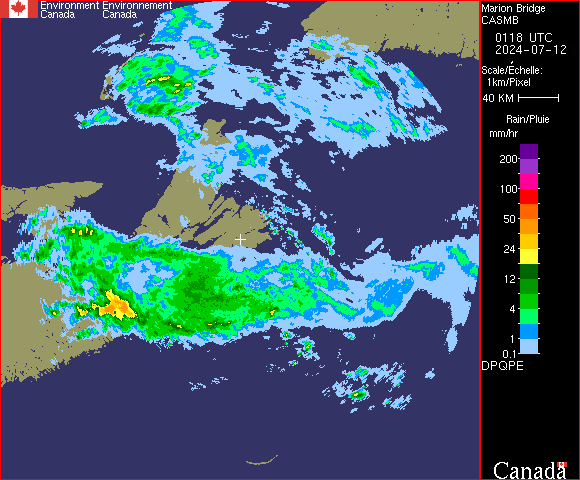 Environment Environnement
Canada Canada
Marion Bridge
CASMB
0118 UTC
2024-07-12
Scale/Echelle:
1km/Pixel
40 KM
Rain/Pluie
mm/hr
200
100
50
24
12
4
1
0.1
DPQPE
Canada